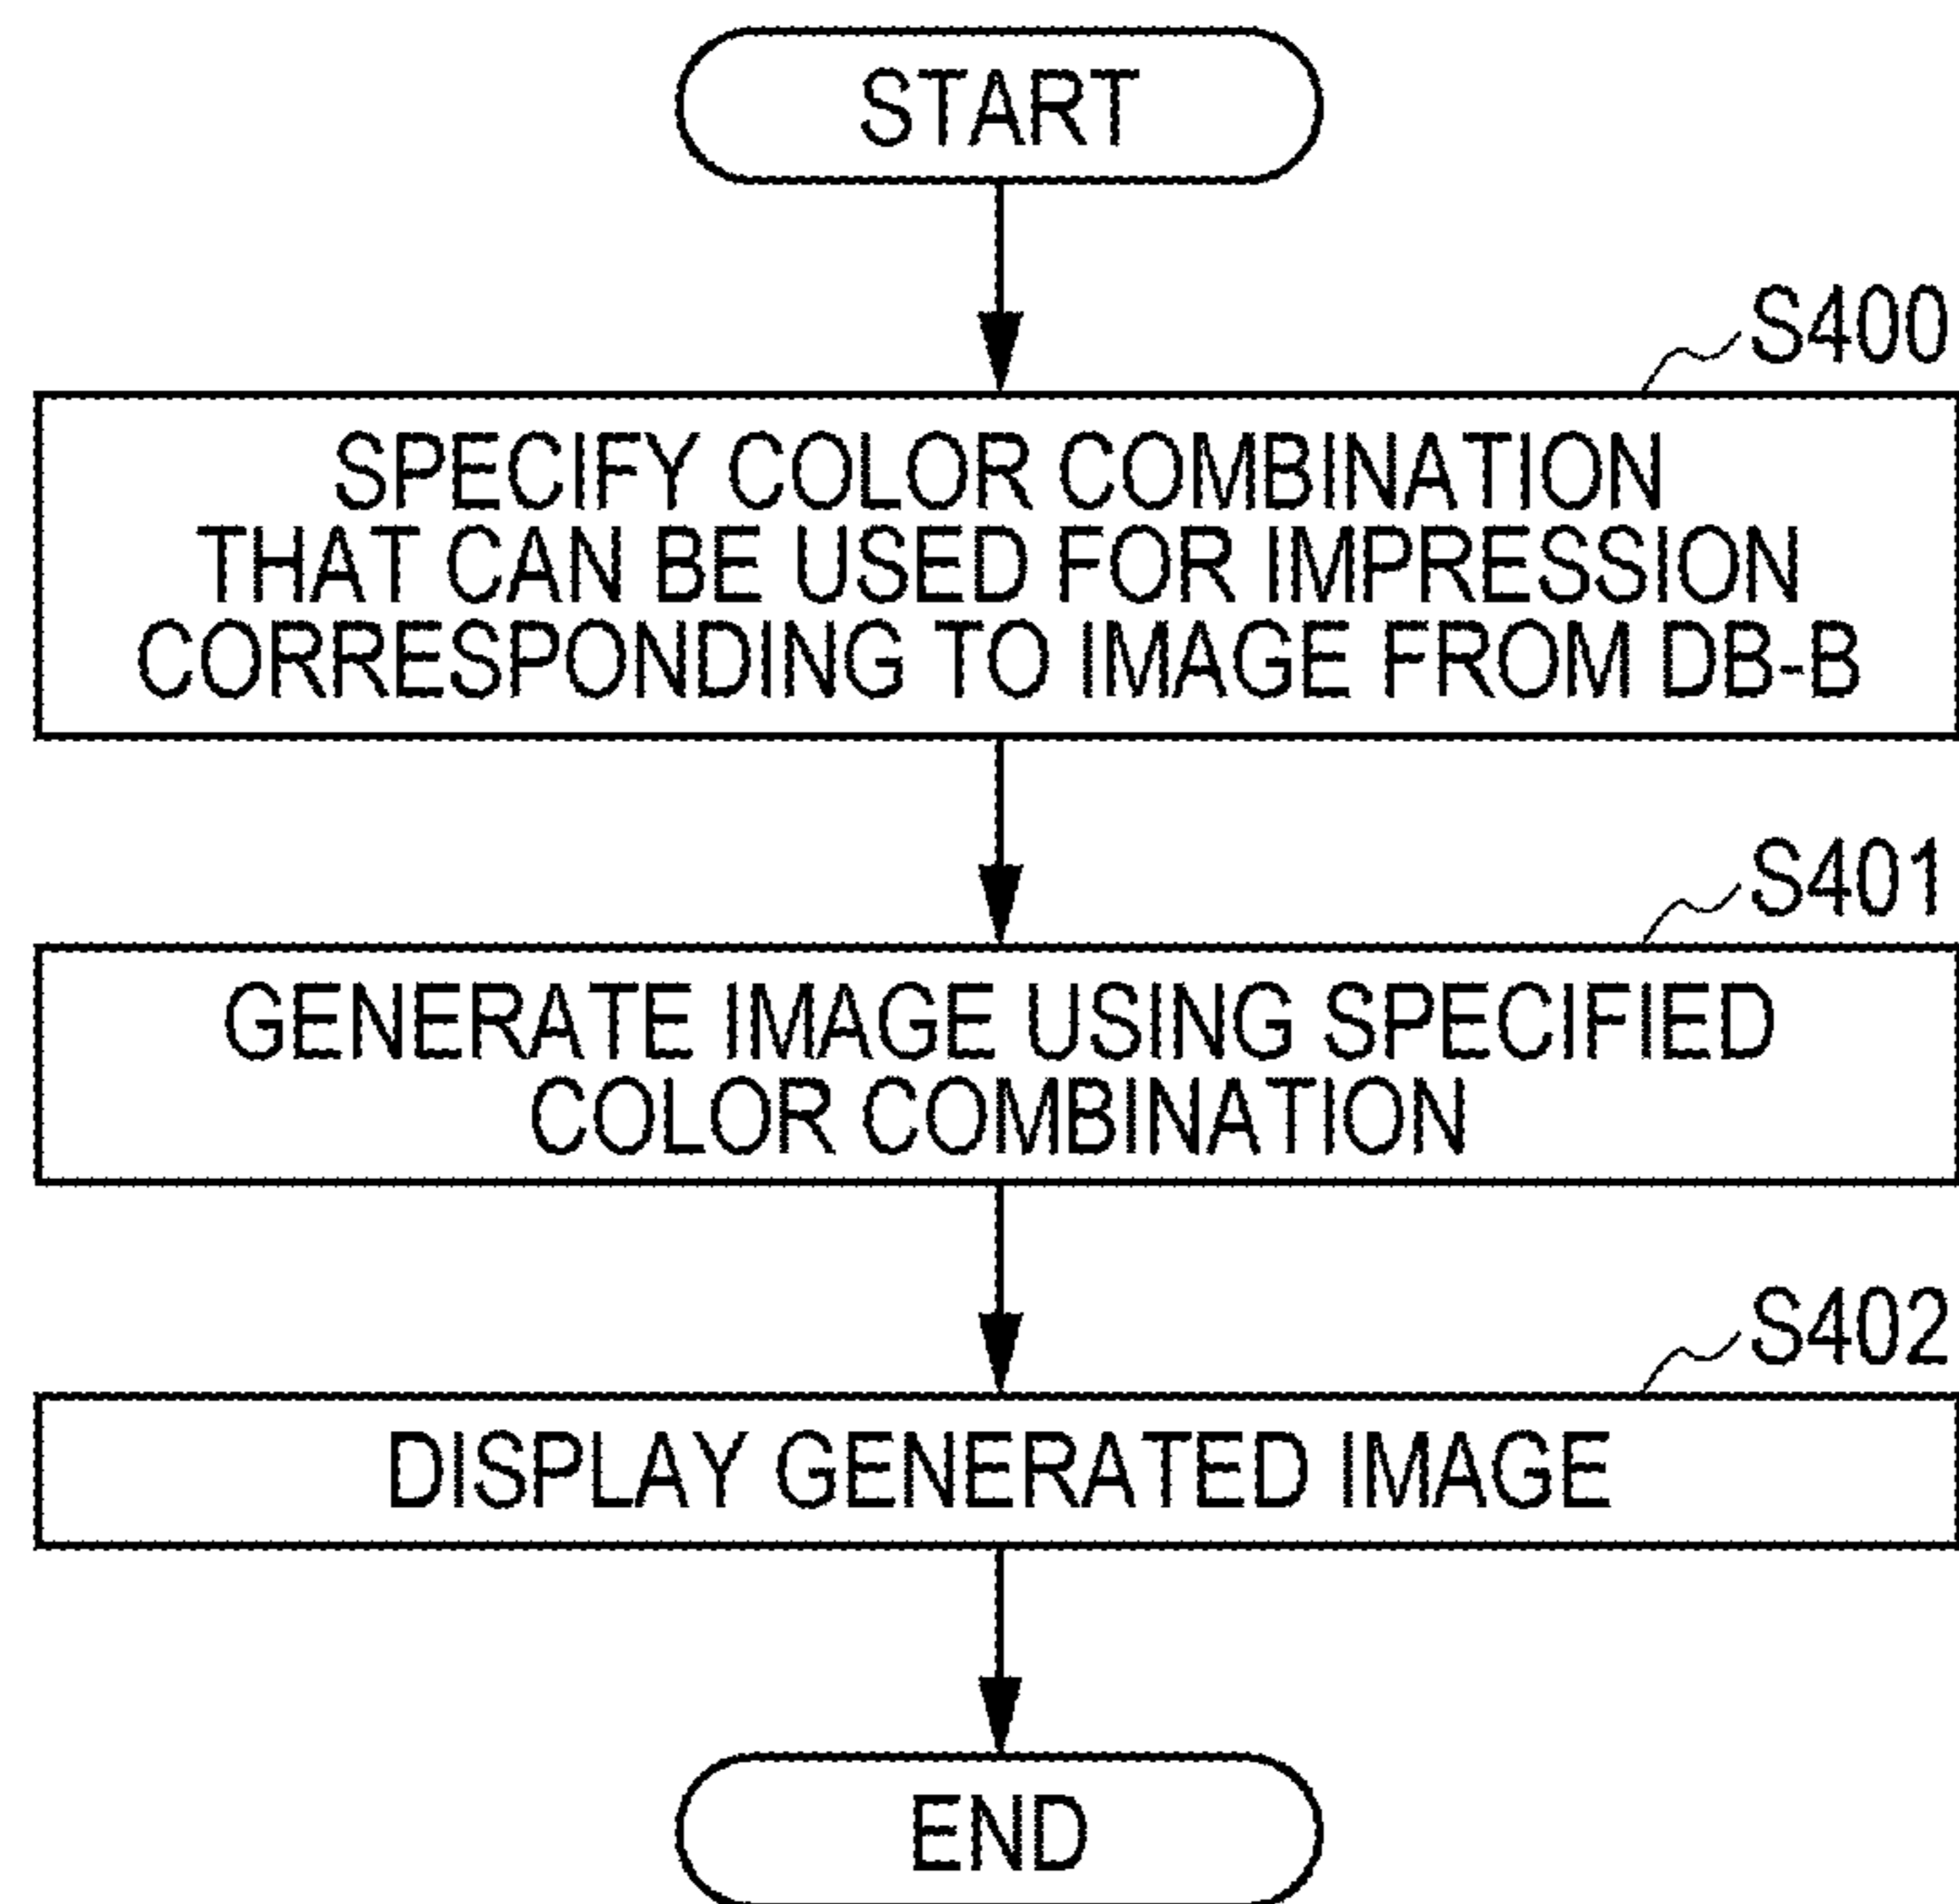 START
S400
SPECIFY COLOR COMBINATION
THAT CAN BE USED FOR IMPRESSION
CORRESPONDING TO IMAGE FROM DB-B
S401
GENERATE IMAGE USING SPECIFIED
COLOR COMBINATION
S402
DISPLAY GENERATED IMAGE
END